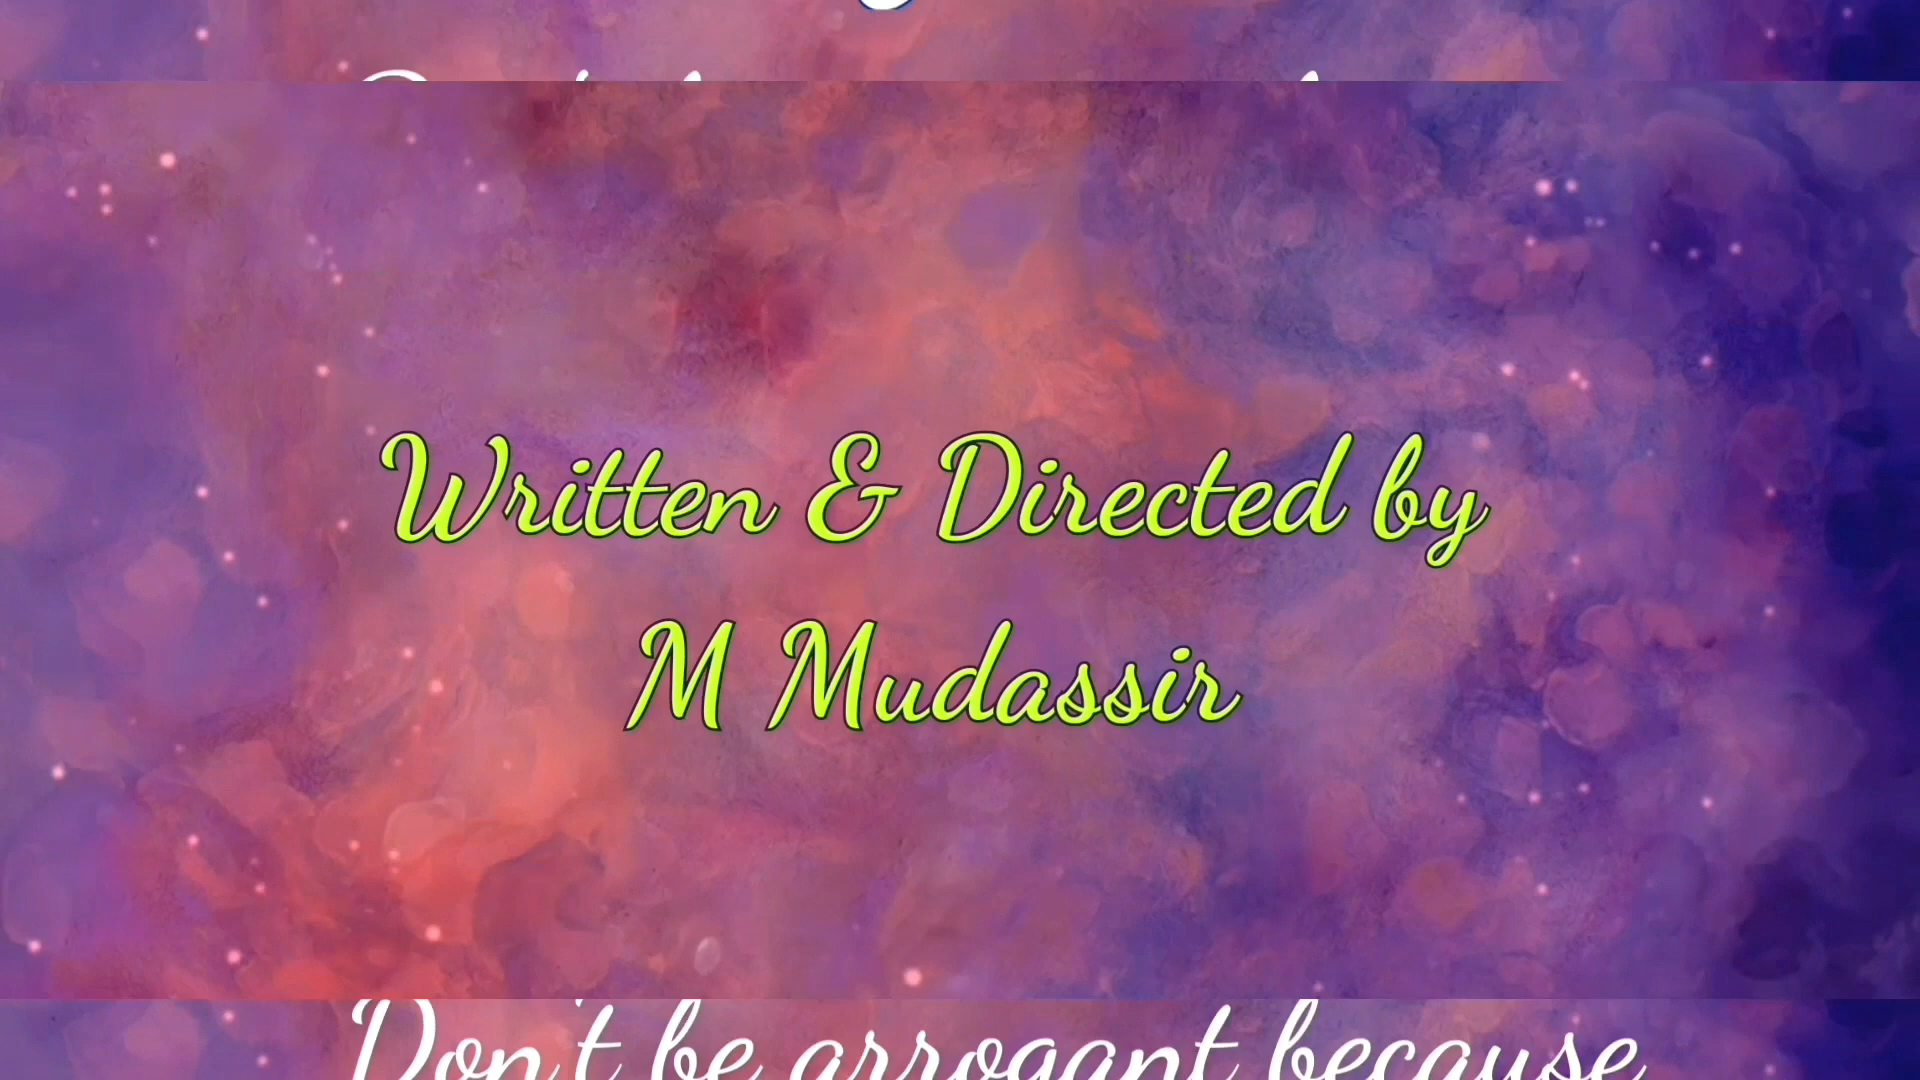 Written & Directed by
M Mudassir
Don't be arrogant because